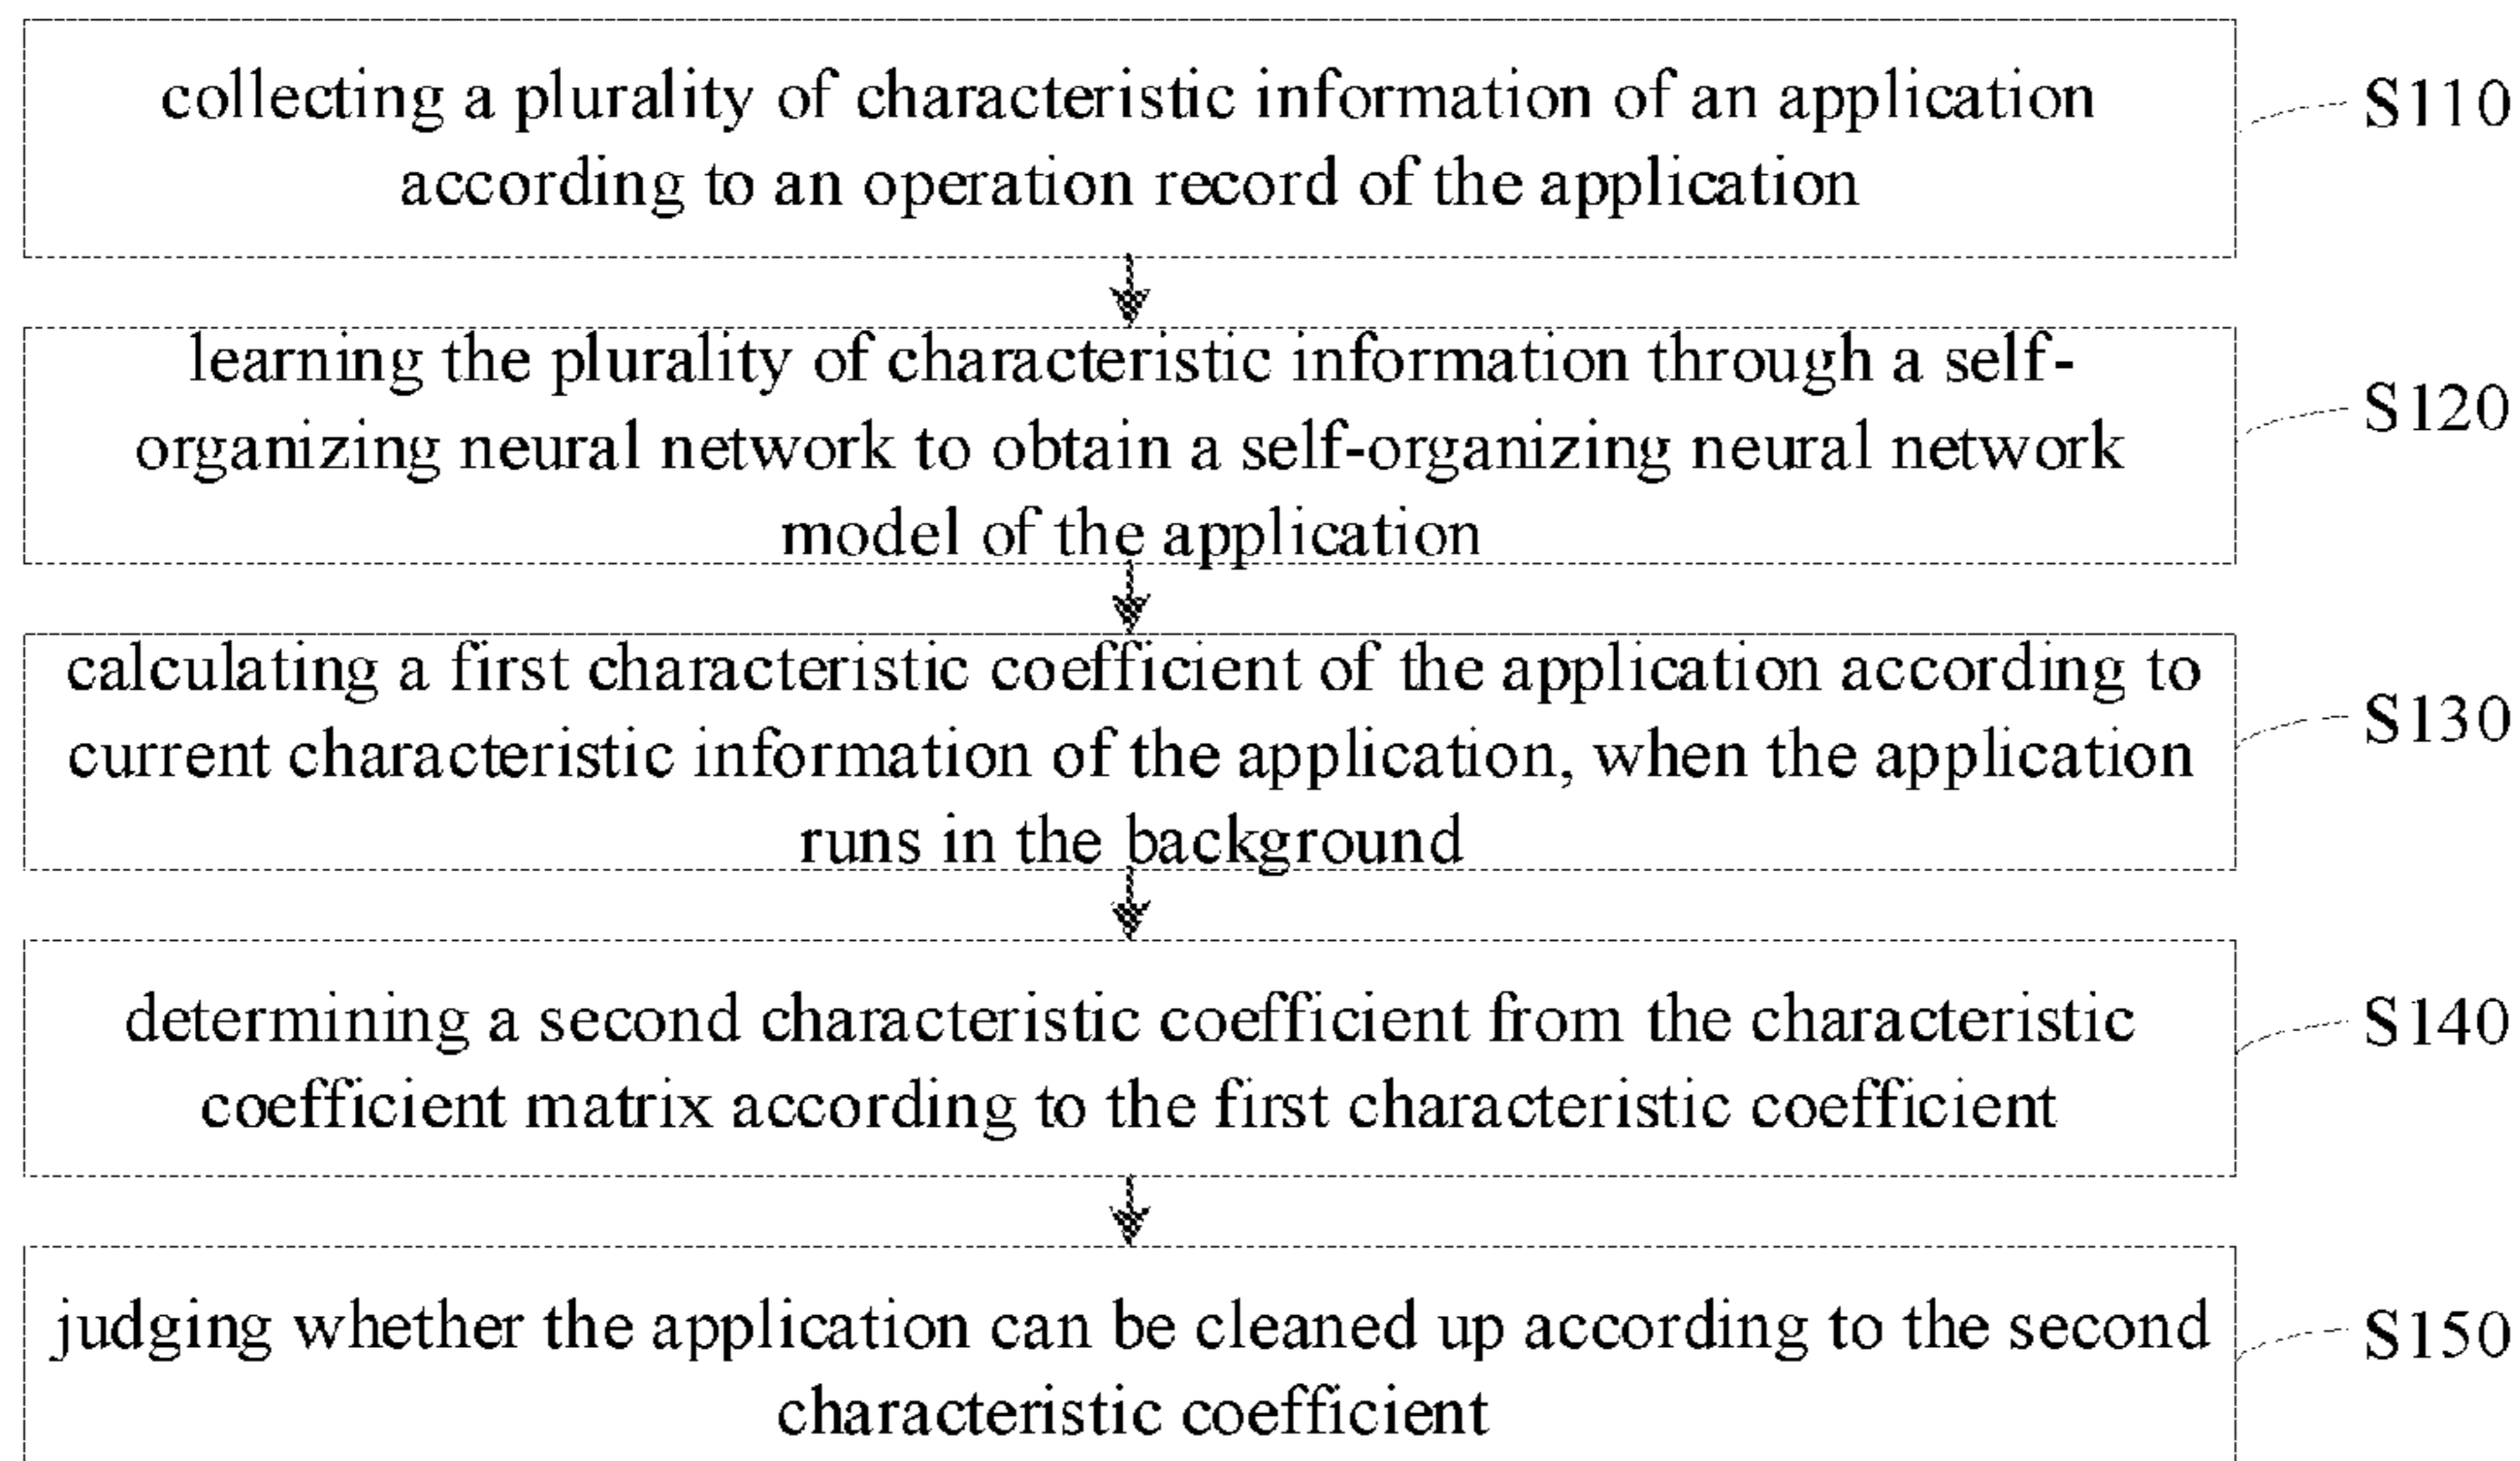 collecting a plurality of characteristic information of an application
according to an operation record of the application
S110
learning the plurality of characteristic information through a self-
organizing neural network to obtain a self-organizing neural network
model of the application
S120
calculating a first characteristic coefficient of the application according to
current characteristic information of the application, when the application
runs in the background
S130
determining a second characteristic coefficient from the characteristic
coefficient matrix according to the first characteristic coefficient
S140
judging whether the application can be cleaned up according to the second
characteristic coefficient
S150